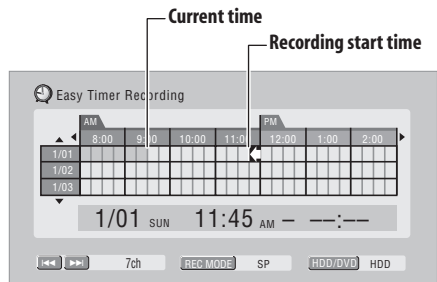 Current time
Recording start time
Easy Timer Recording
AM PM
8:00 9:00 10:00 11:00 12:00 1:00 2:00
1/01
1/02
1/03
1/01 SUN 11:45 AM – --:--
7ch REC MODE SP HDD/DVD HDD